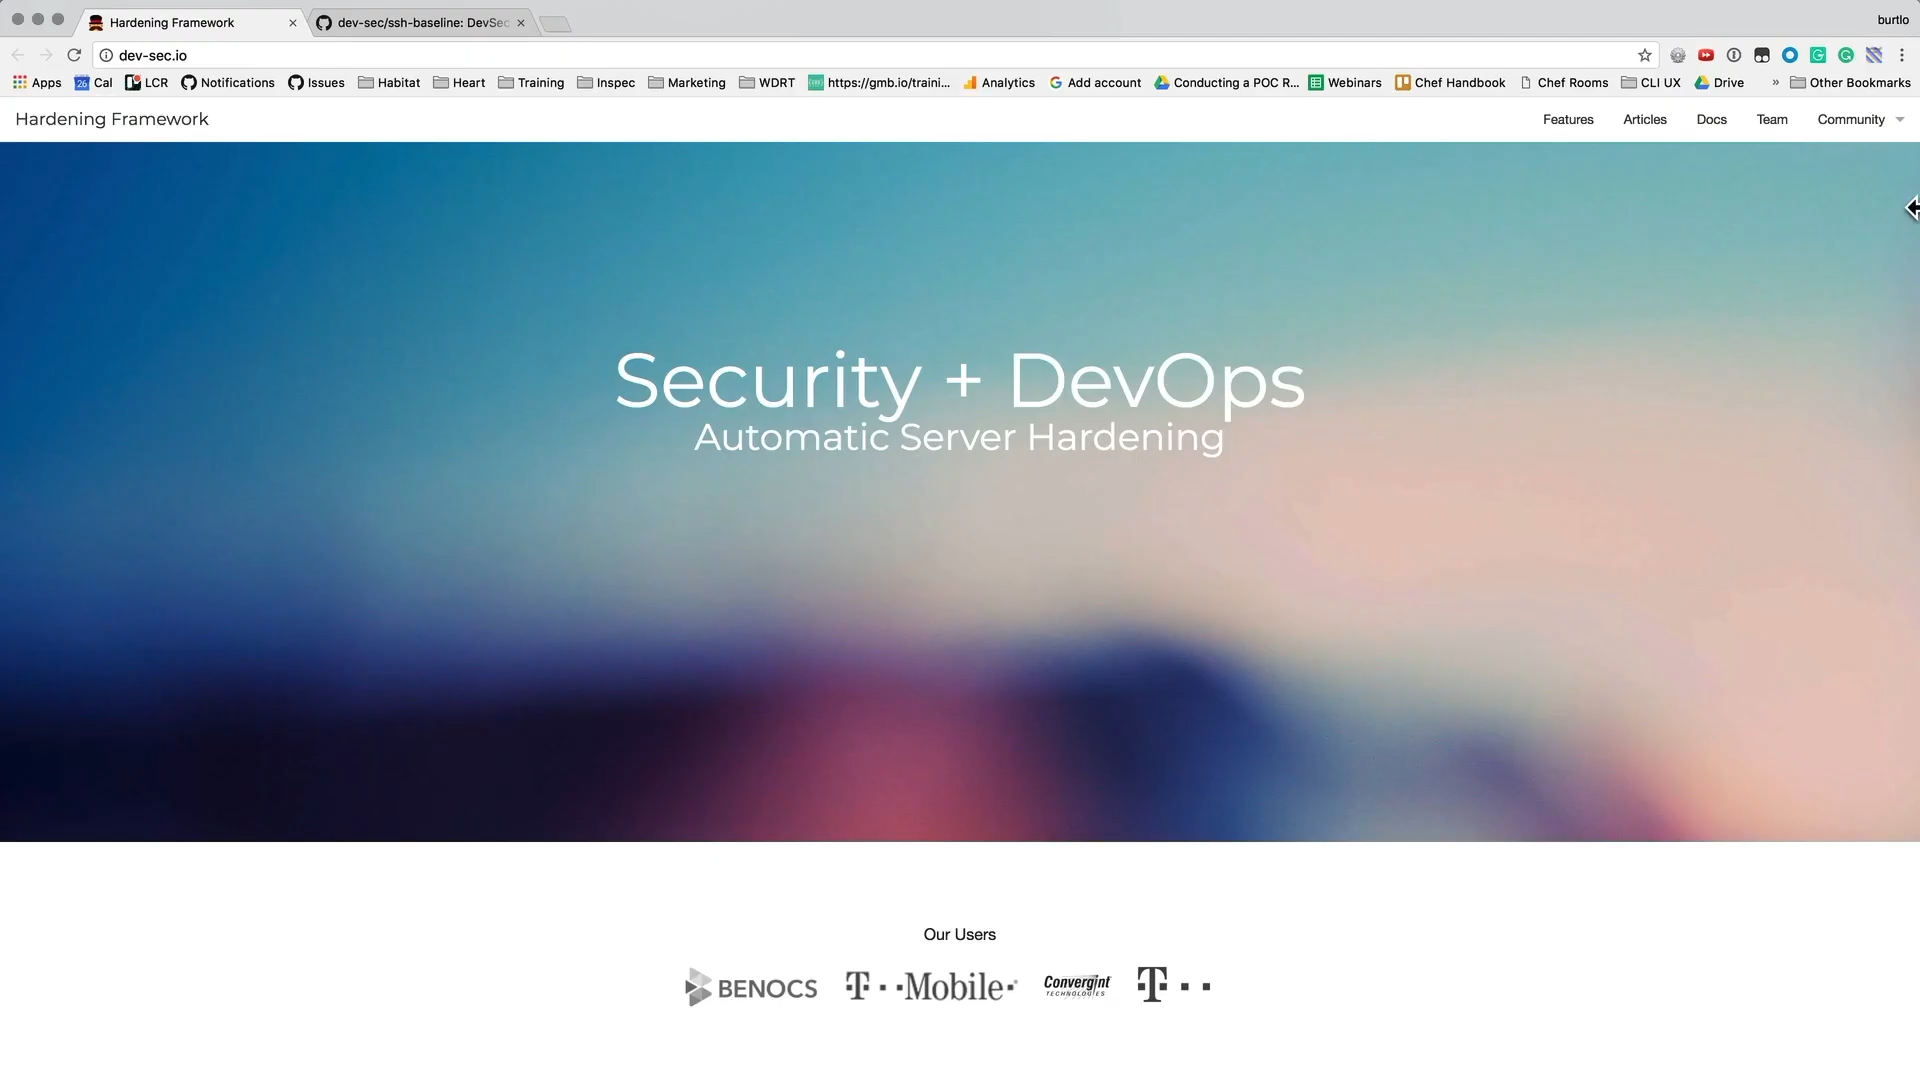 Hardening Framework
dev-sec/ssh-baseline: DevSec
burtlo
dev-sec.io
Apps
26 Cal
LCR
Notifications
Issues
Habitat
Heart
Training
Inspec
Marketing
WDRT
https://gmb.io/traini...
Analytics
Add account
Conducting a POC R...
Webinars
Chef Handbook
Chef Rooms
CLI UX
Drive
»
Other Bookmarks
Hardening Framework
Features
Articles
Docs
Team
Community
Security + DevOps
Automatic Server Hardening
Our Users
BENOCS
T··Mobile·
Convergint
TECHNOLOGIES
T··